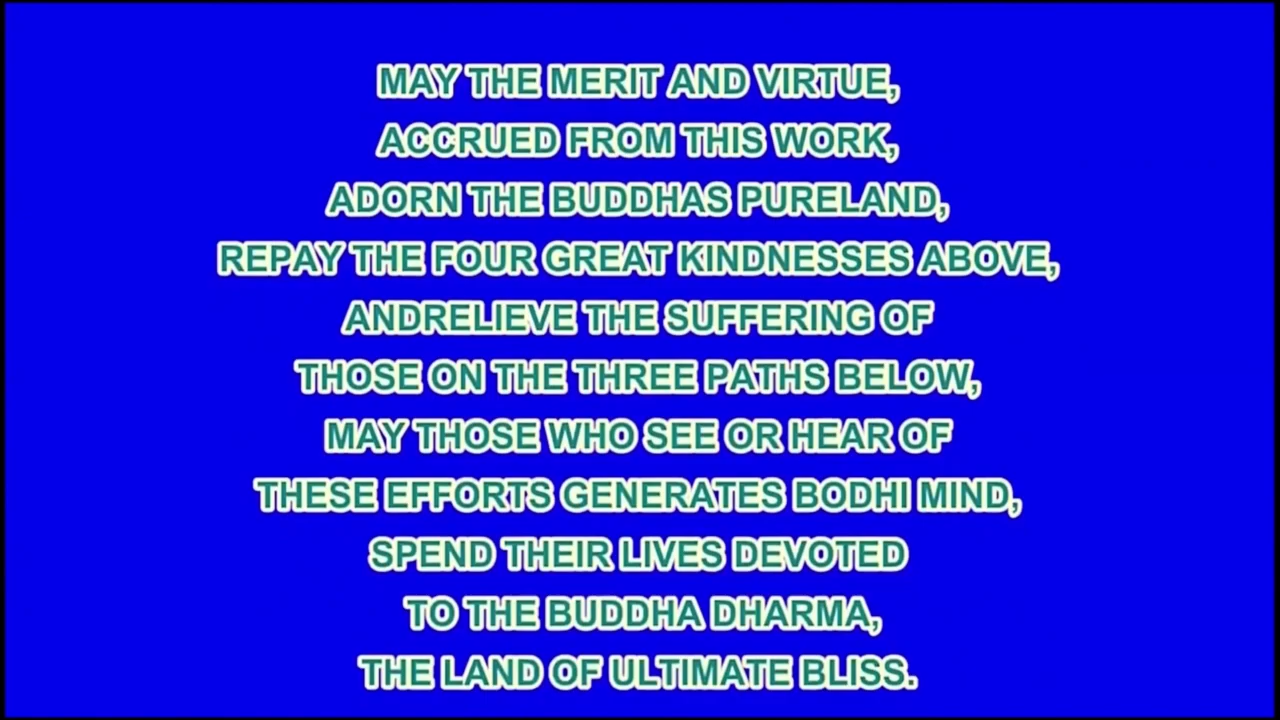 MAY THE MERIT AND VIRTUE,
ACCRUED FROM THIS WORK,
ADORN THE BUDDHAS PURELAND,
REPAY THE FOUR GREAT KINDNESSES ABOVE,
ANDRELIEVE THE SUFFERING OF
THOSE ON THE THREE PATHS BELOW,
MAY THOSE WHO SEE OR HEAR OF
THESE EFFORTS GENERATES BODHI MIND,
SPEND THEIR LIVES DEVOTED
TO THE BUDDHA DHARMA,
THE LAND OF ULTIMATE BLISS.